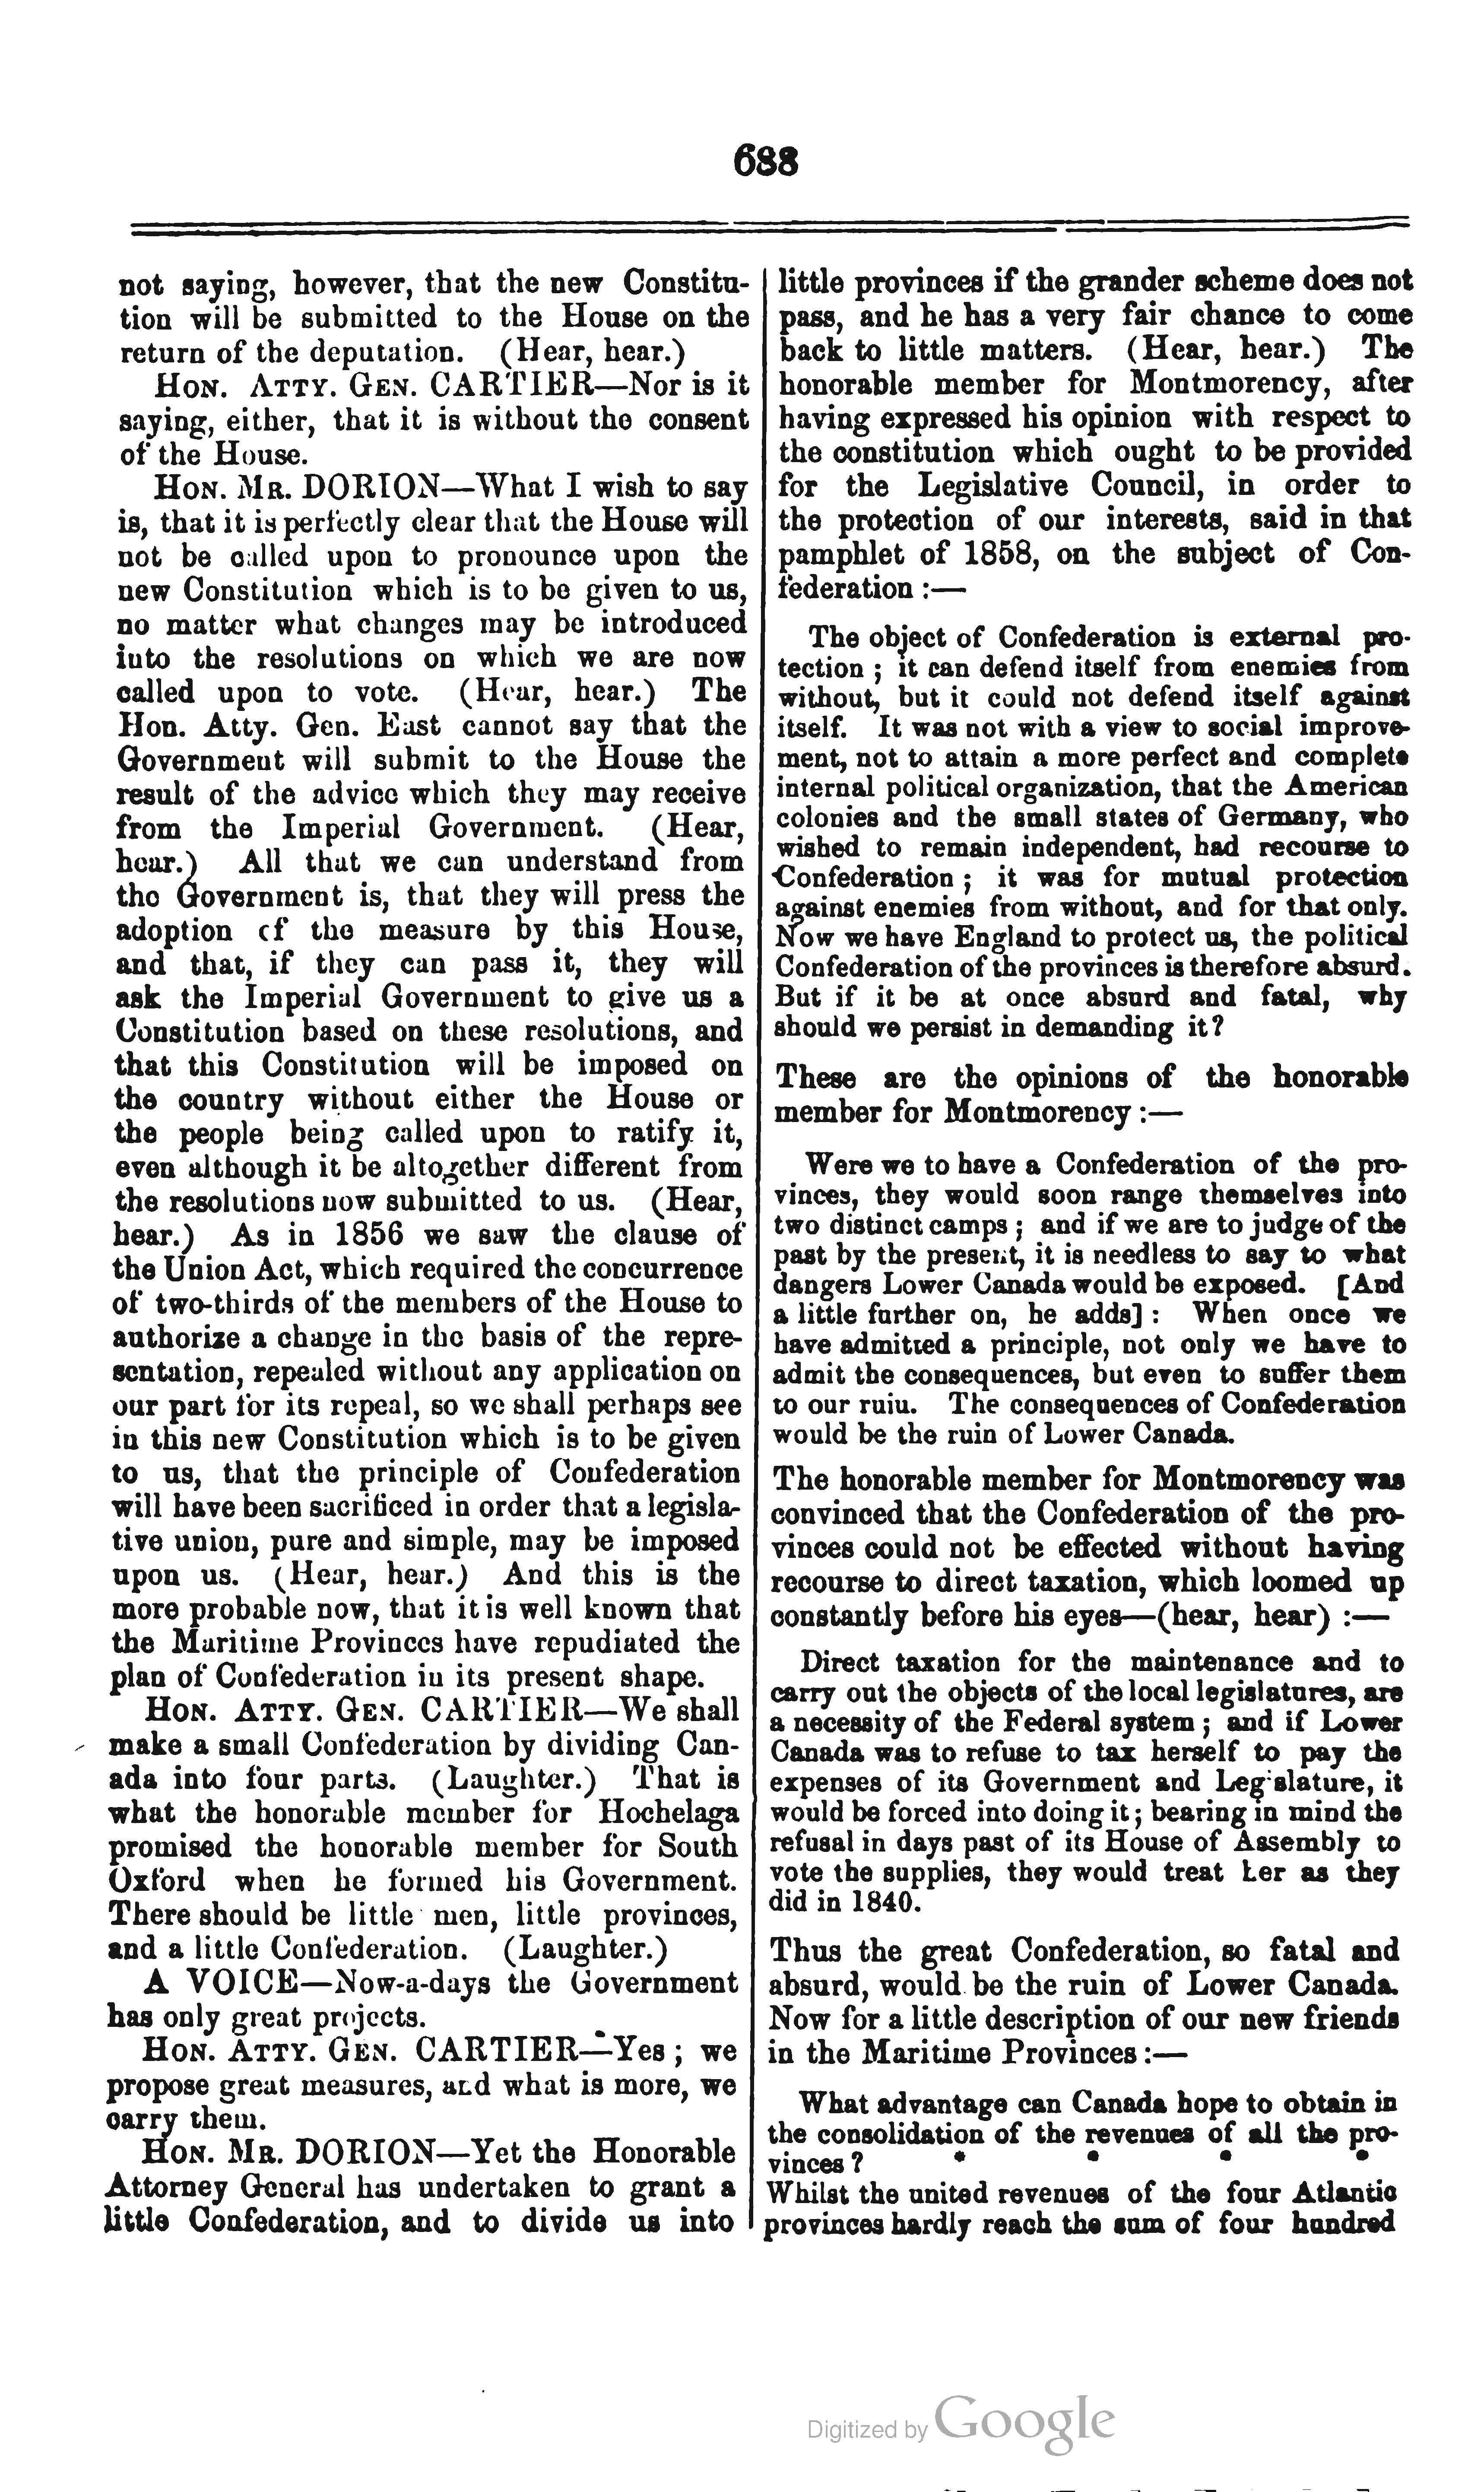 688
not saying, however, that the new Constitu-
tion will be submitted to the House on the
return of the deputation. (Hear, hear.)
HON. ATTY. GEN. CARTIER—Nor is it
saying, either, that it is without the consent
of the House.
HON. MR. DORION—What I wish to say
is, that it is perfectly clear that the House will
not be called upon to pronounce upon the
new Constitution which is to be given to us,
no matter what changes may be introduced
into the resolutions on which we are now
called upon to vote. (Hear, hear.) The
Hon. Atty. Gen. East cannot say that the
Government will submit to the House the
result of the advice which they may receive
from the Imperial Government. (Hear,
hear.) All that we can understand from
the Government is, that they will press the
adoption of the measure by this House,
and that, if they can pass it, they will
ask the Imperial Government to give us a
Constitution based on these resolutions, and
that this Constitution will be imposed on
the country without either the House or
the people being called upon to ratify it,
even although it be altogether different from
the resolutions now submitted to us. (Hear,
hear.) As in 1856 we saw the clause of
the Union Act, which required the concurrence
of two-thirds of the members of the House to
authorize a change in the basis of the repre-
sentation, repealed without any application on
our part for its repeal, so we shall perhaps see
in this new Constitution which is to be given
to us, that the principle of Confederation
will have been sacrificed in order that a legisla-
tive union, pure and simple, may be imposed
upon us. (Hear, hear.) And this is the
more probable now, that it is well known that
the Maritime Provinces have repudiated the
plan of Confederation in its present shape.
HON. ATTY. GEN. CARTIER—We shall
make a small Confederation by dividing Can-
ada into four parts. (Laughter.) That is
what the honorable member for Hochelaga
promised the honorable member for South
Oxford when he formed his Government.
There should be little men, little provinces,
and a little Confederation. (Laughter.)
A VOICE—Now-a-days the Government
has only great projects.
HON. ATTY. GEN. CARTIER—Yes; we
propose great measures, and what is more, we
carry them.
HON. MR. DORION—Yet the Honorable
Attorney General has undertaken to grant a
little Confederation, and to divide us into
little provinces if the grander scheme does not
pass, and he has a very fair chance to come
back to little matters. (Hear, hear.) The
honorable member for Montmorency, after
having expressed his opinion with respect to
the constitution which ought to be provided
for the Legislative Council, in order to
the protection of our interests, said in that
pamphlet of 1858, on the subject of Con-
federation :—
The object of Confederation is external pro-
tection ; it can defend itself from enemies from
without, but it could not defend itself against
itself. It was not with a view to social improve-
ment, not to attain a more perfect and complete
internal political organization, that the American
colonies and the small states of Germany, who
wished to remain independent, had recourse to
Confederation ; it was for mutual protection
against enemies from without, and for that only.
Now we have England to protect us, the political
Confederation of the provinces is therefore absurd.
But if it be at once absurd and fatal, why
should we persist in demanding it?
These are the opinions of the honorable
member for Montmorency :—
Were we to have a Confederation of the pro-
vinces, they would soon range themselves into
two distinct camps ; and if we are to judge of the
past by the present, it is needless to say to what
dangers Lower Canada would be exposed. [And
a little further on, he adds] : When once we
have admitted a principle, not only we have to
admit the consequences, but even to suffer them
to our ruin. The consequences of Confederation
would be the ruin of Lower Canada.
The honorable member for Montmorency was
convinced that the Confederation of the pro-
vinces could not be effected without having
recourse to direct taxation, which loomed up
constantly before his eyes—(hear, hear) :—
Direct taxation for the maintenance and to
carry out the objects of the local legislatures, are
a necessity of the Federal system ; and if Lower
Canada was to refuse to tax herself to pay the
expenses of its Government and Legislature, it
would be forced into doing it ; bearing in mind the
refusal in days past of its House of Assembly to
vote the supplies, they would treat her as they
did in 1840.
Thus the great Confederation, so fatal and
absurd, would be the ruin of Lower Canada.
Now for a little description of our new friends
in the Maritime Provinces :—
What advantage can Canada hope to obtain in
the consolidation of the revenues of all the pro-
vinces ? * * * *
Whilst the united revenues of the four Atlantic
provinces hardly reach the sum of four hundred
Digitized by Google